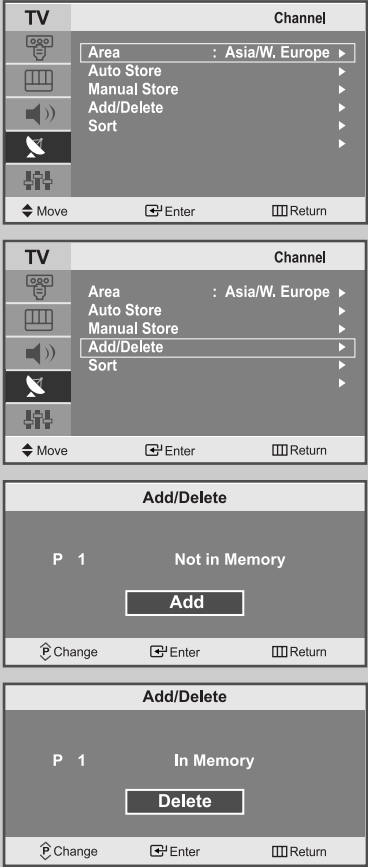 TV Channel
Area : Asia/W. Europe
Auto Store
Manual Store
Add/Delete
Sort
Move Enter Return
TV Channel
Area : Asia/W. Europe
Auto Store
Manual Store
Add/Delete
Sort
Move Enter Return
Add/Delete
P 1 Not in Memory
Add
P Change Enter Return
Add/Delete
P 1 In Memory
Delete
P Change Enter Return